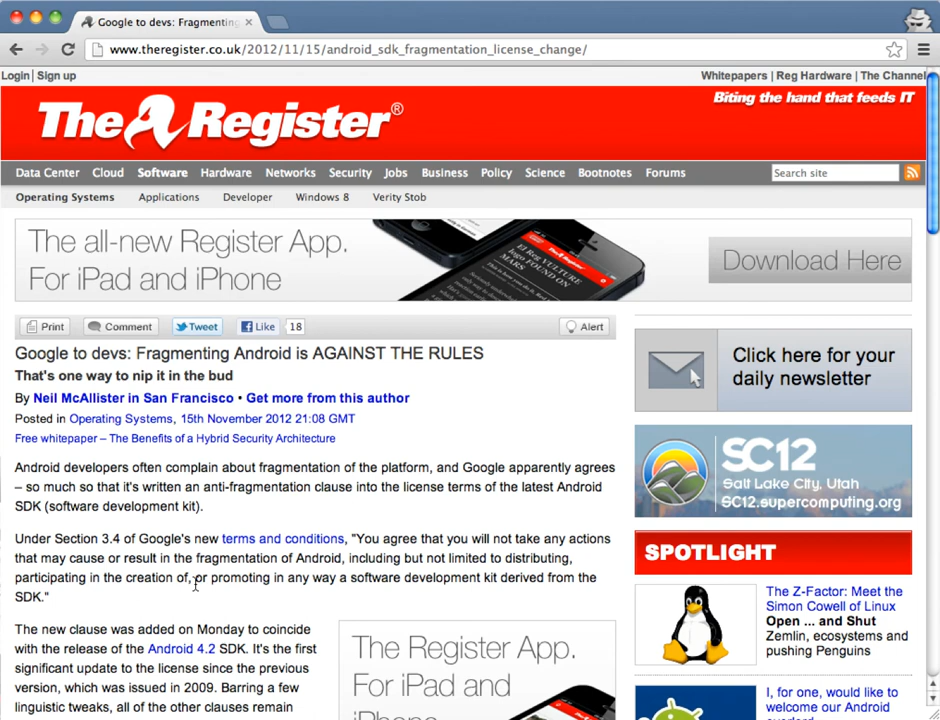 Google to devs: Fragmenting
www.theregister.co.uk/2012/11/15/android_sdk_fragmentation_license_change/
Login | Sign up
Whitepapers | Reg Hardware | The Channel
The Register®
Biting the hand that feeds IT
Data Center Cloud Software Hardware Networks Security Jobs Business Policy Science Bootnotes Forums
Search site
Operating Systems Applications Developer Windows 8 Verity Stob
The all-new Register App.
For iPad and iPhone
Download Here
Print Comment Tweet Like 18 Alert
Google to devs: Fragmenting Android is AGAINST THE RULES
That's one way to nip it in the bud
By Neil McAllister in San Francisco • Get more from this author
Posted in Operating Systems, 15th November 2012 21:08 GMT
Free whitepaper – The Benefits of a Hybrid Security Architecture
Android developers often complain about fragmentation of the platform, and Google apparently agrees
– so much so that it's written an anti-fragmentation clause into the license terms of the latest Android
SDK (software development kit).
Under Section 3.4 of Google's new terms and conditions, "You agree that you will not take any actions
that may cause or result in the fragmentation of Android, including but not limited to distributing,
participating in the creation of, or promoting in any way a software development kit derived from the
SDK."
The new clause was added on Monday to coincide
with the release of the Android 4.2 SDK. It's the first
significant update to the license since the previous
version, which was issued in 2009. Barring a few
linguistic tweaks, all of the other clauses remain
The Register App.
For iPad and
iPhone
Click here for your
daily newsletter
SC12
Salt Lake City, Utah
SC12.supercomputing.org
SPOTLIGHT
The Z-Factor: Meet the
Simon Cowell of Linux
Open ... and Shut
Zemlin, ecosystems and
pushing Penguins
I, for one, would like to
welcome our Android